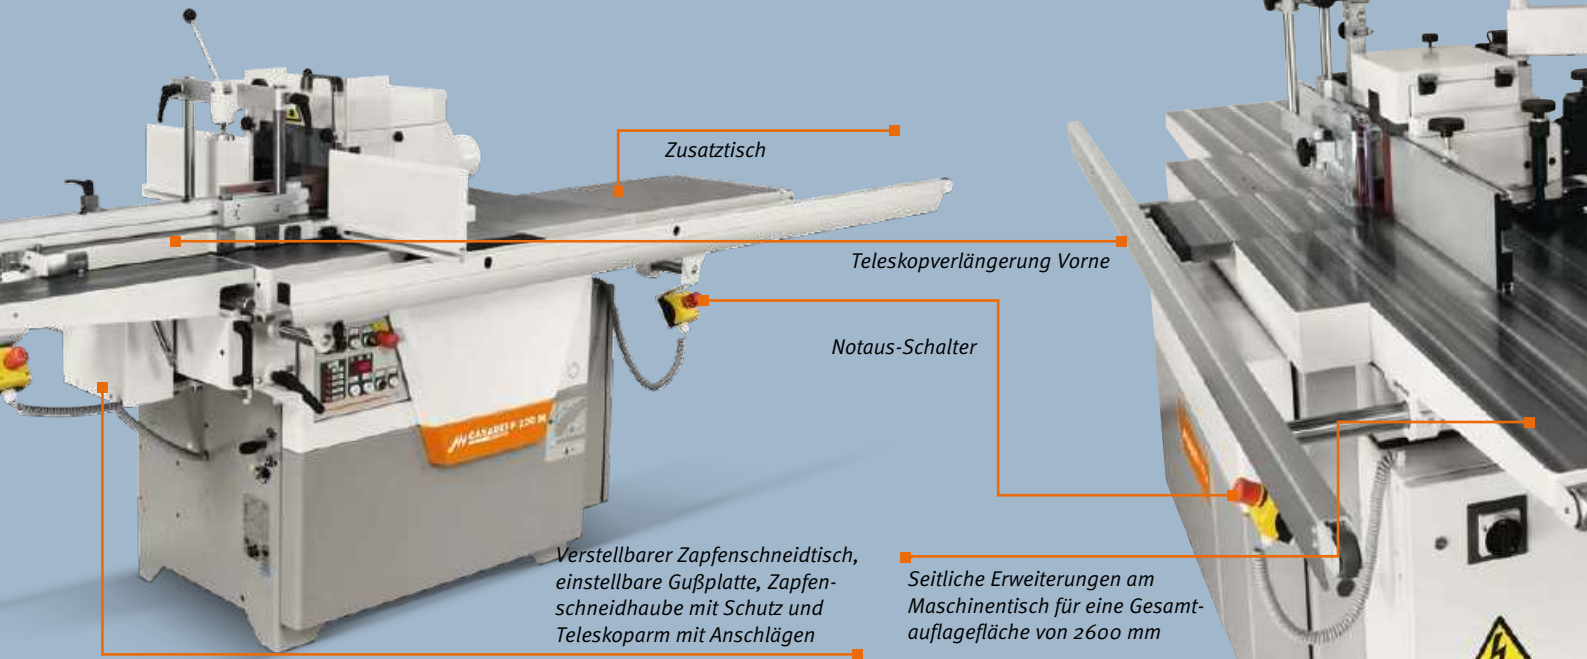 Zusatztisch
Teleskopverlängerung Vorne
Notaus-Schalter
CASADEI F 230 M
Verstellbarer Zapfenschneidtisch,
einstellbare Gußplatte, Zapfen-
schneidhaube mit Schutz und
Teleskoparm mit Anschlägen
Seitliche Erweiterungen am
Maschinentisch für eine Gesamt-
auflagefläche von 2600 mm